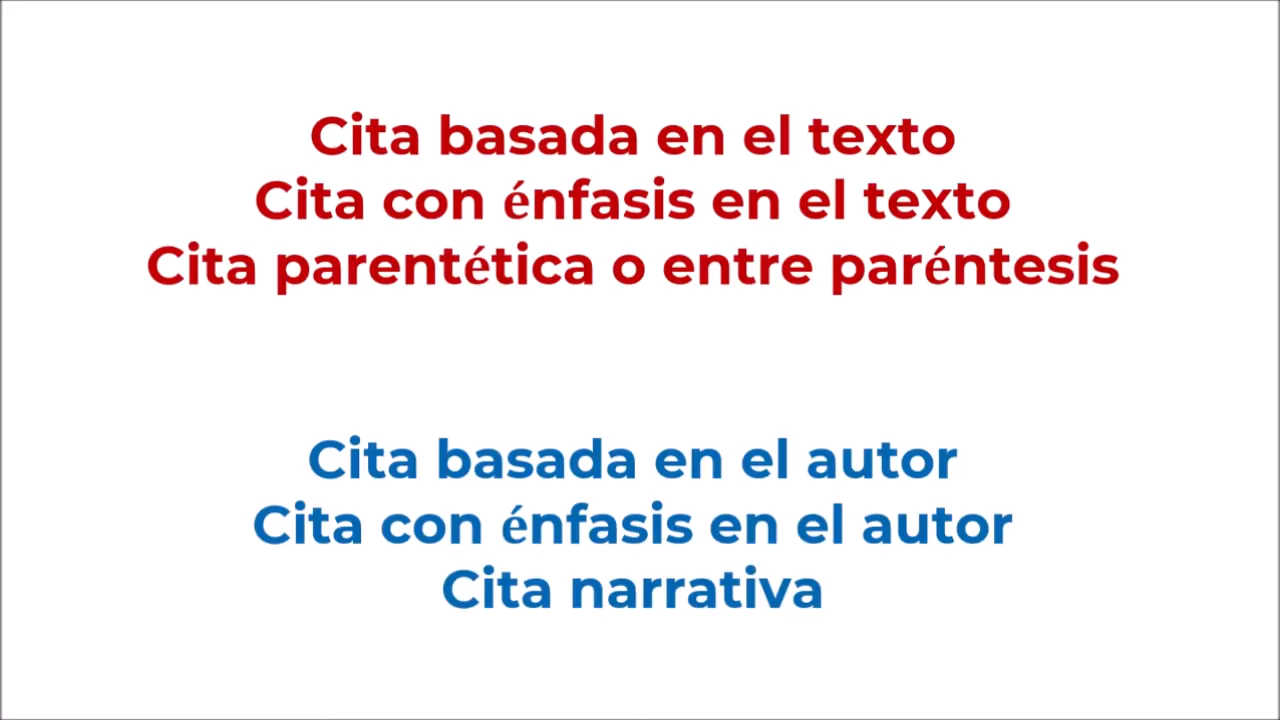 Cita basada en el texto
Cita con énfasis en el texto
Cita parentética o entre paréntesis
Cita basada en el autor
Cita con énfasis en el autor
Cita narrativa